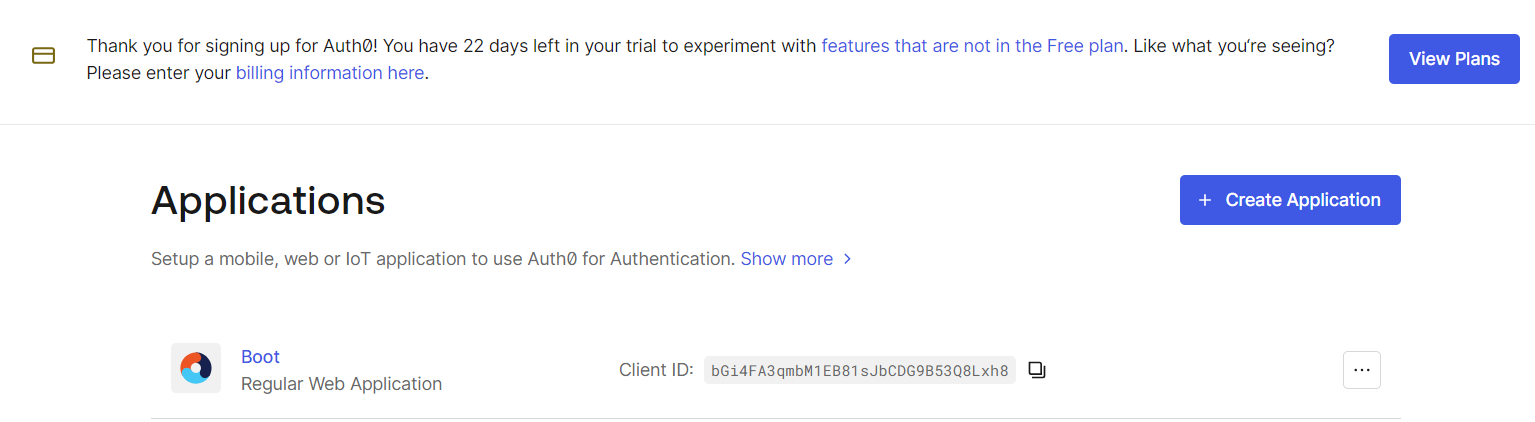 Thank you for signing up for Auth0! You have 22 days left in your trial to experiment with features that are not in the Free plan. Like what you're seeing?
Please enter your billing information here.
View Plans
Applications
+ Create Application
Setup a mobile, web or IoT application to use Auth0 for Authentication. Show more >
Boot
Regular Web Application
Client ID: bGi4FA3qmbM1EB81sJbCDG9B53Q8Lxh8
...